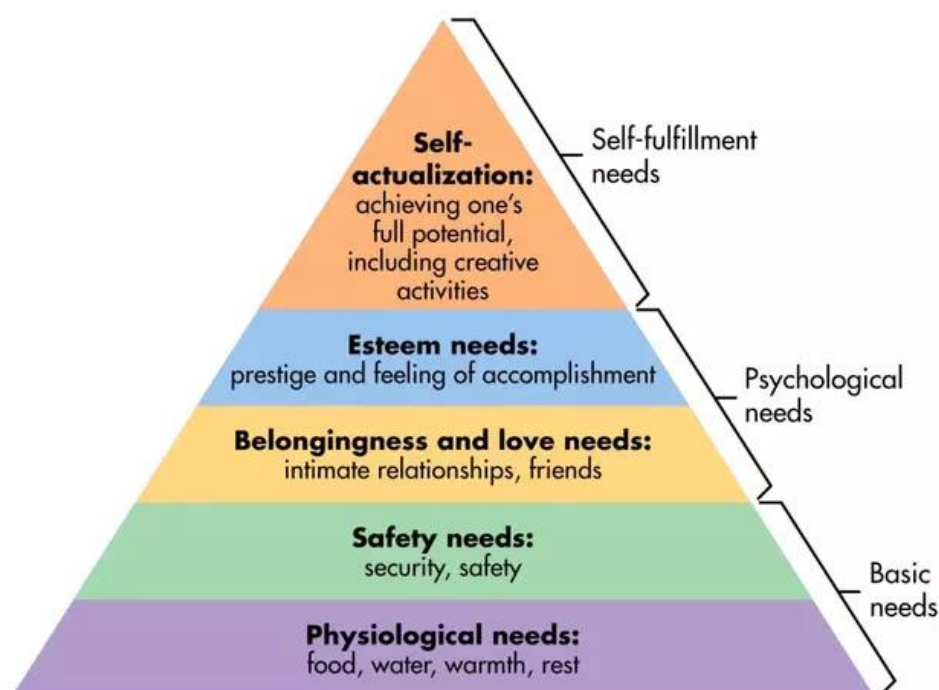 Self-
actualization:
achieving one's
full potential,
including creative
activities
Self-fulfillment
needs
Esteem needs:
prestige and feeling of accomplishment
Psychological
needs
Belongingness and love needs:
intimate relationships, friends
Safety needs:
security, safety
Basic
needs
Physiological needs:
food, water, warmth, rest